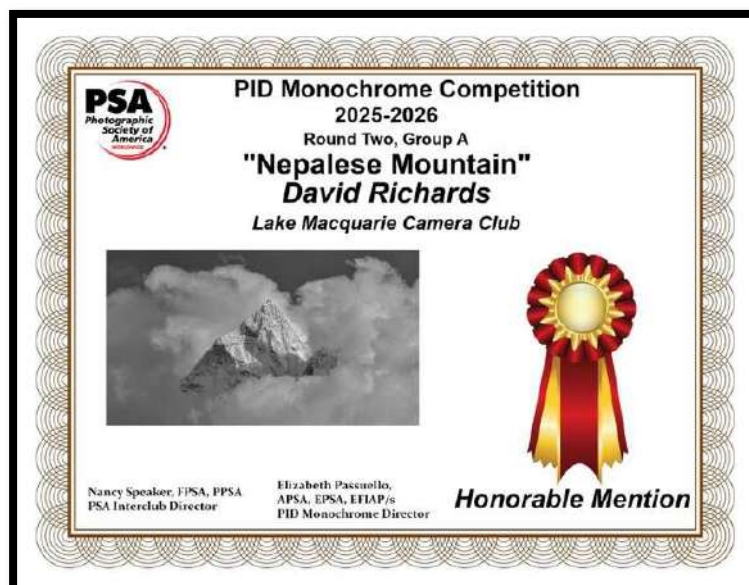 PSA
Photographic
Society of
America
WORLDWIDE
PID Monochrome Competition
2025-2026
Round Two, Group A
"Nepalese Mountain"
David Richards
Lake Macquarie Camera Club
Nancy Speaker, FPSA, PPSA
PSA Interclub Director
Elizabeth Passuello,
APSA, EPSA, EFIAP/s
PID Monochrome Director
Honorable Mention